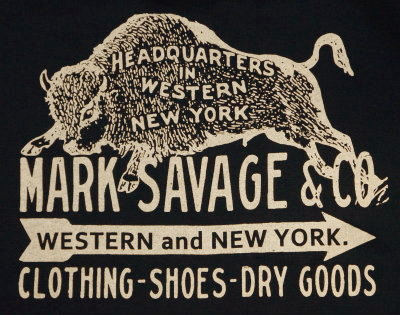 HEADQUARTERS
IN
WESTERN
NEW YORK
MARK SAVAGE & CO
WESTERN and NEW YORK.
CLOTHING-SHOES-DRY GOODS